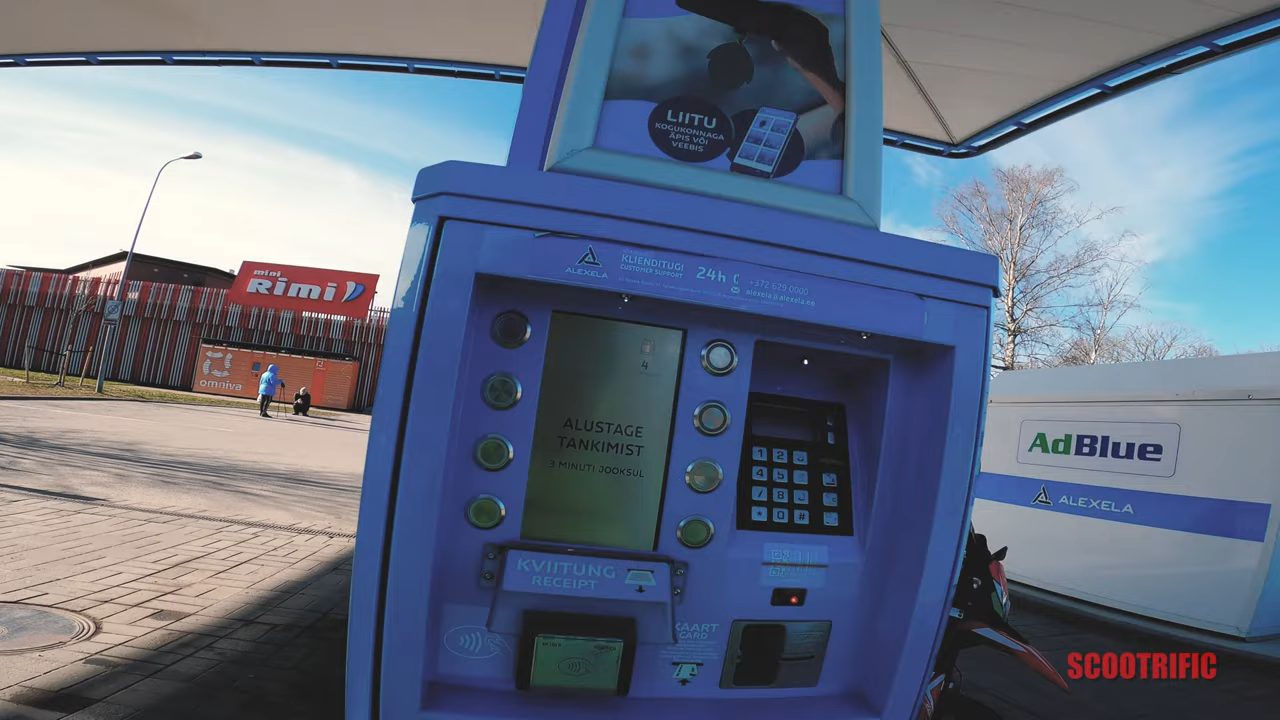 LIITU
KOGUKONNAGA
ÄPIS VÕI
VEEBIS
ALEXELA
KLIENDITUGI
CUSTOMER SUPPORT
24h
+372 629 0000
alexela@alexela.ee
mini
Rimi
omniva
4
ALUSTAGE
TANKIMIST
3 MINUTI JOOKSUL
1 2 3
4 5 6
7 8 9
* 0 #
KVIITUNG
RECEIPT
KAART
CARD
AdBlue
ALEXELA
SCOOTRIFIC